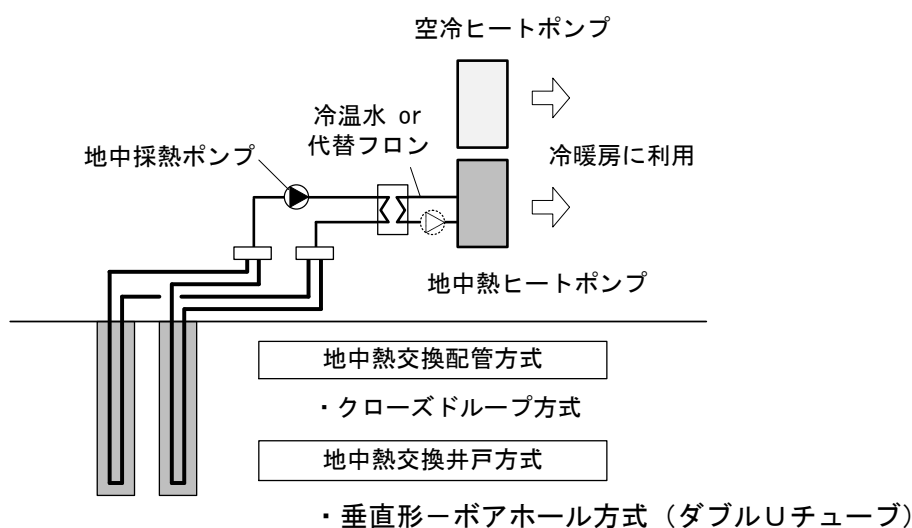 空冷ヒートポンプ
冷温水 or
代替フロン
地中採熱ポンプ
冷暖房に利用
地中熱ヒートポンプ
地中熱交換配管方式
・クローズドループ方式
地中熱交換井戸方式
・垂直形－ボアホール方式（ダブルUチューブ）